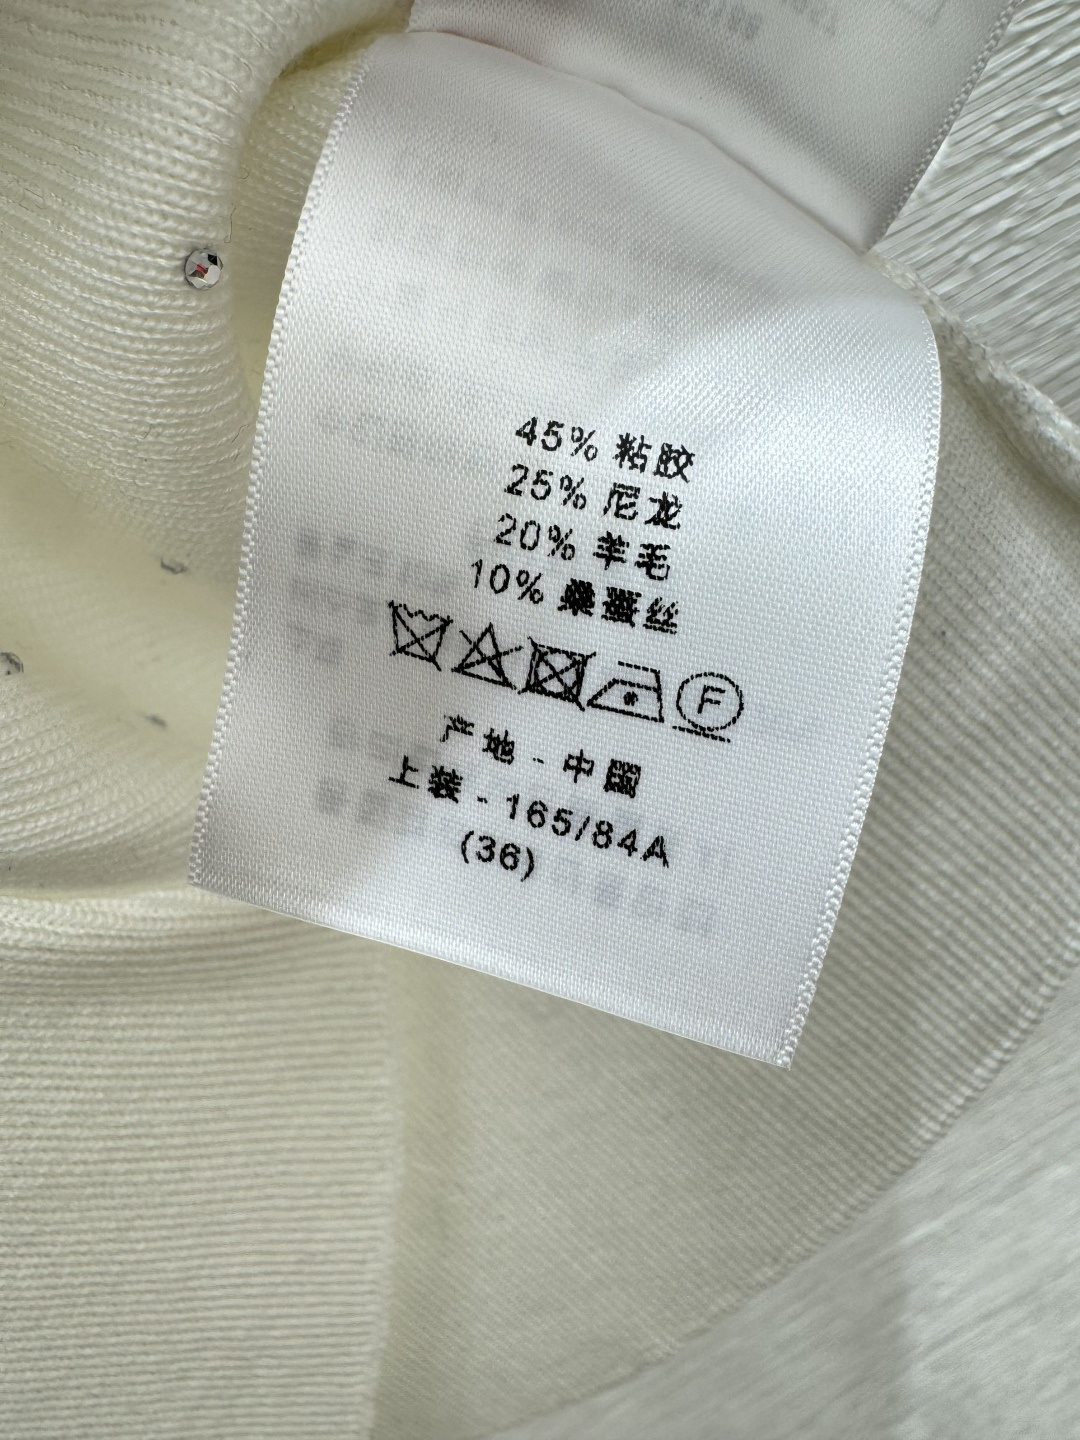 45% 粘胶
25% 尼龙
20% 羊毛
10% 桑蚕丝
F
产地 - 中国
上装 - 165/84A
(36)